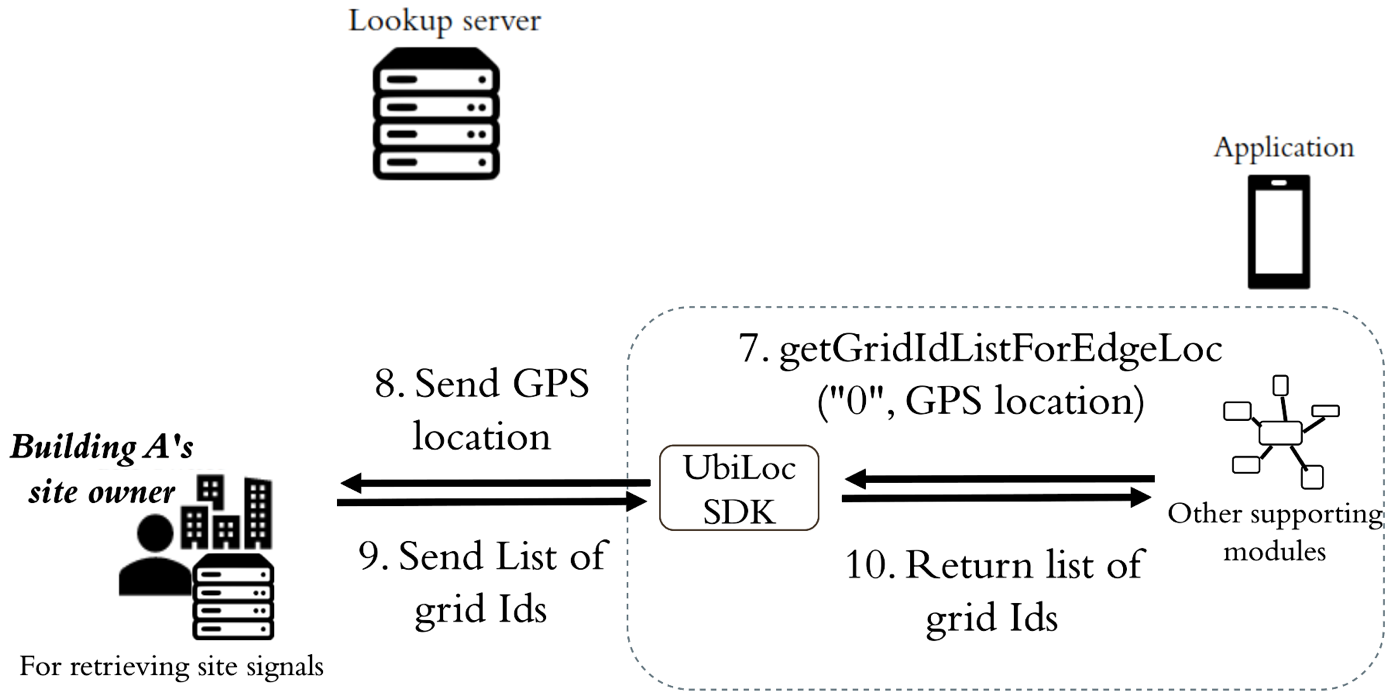 Lookup server
Application
7. getGridIdListForEdgeLoc
("0", GPS location)
8. Send GPS
location
Building A's
site owner
UbiLoc
SDK
Other supporting
modules
9. Send List of
grid Ids
10. Return list of
grid Ids
For retrieving site signals